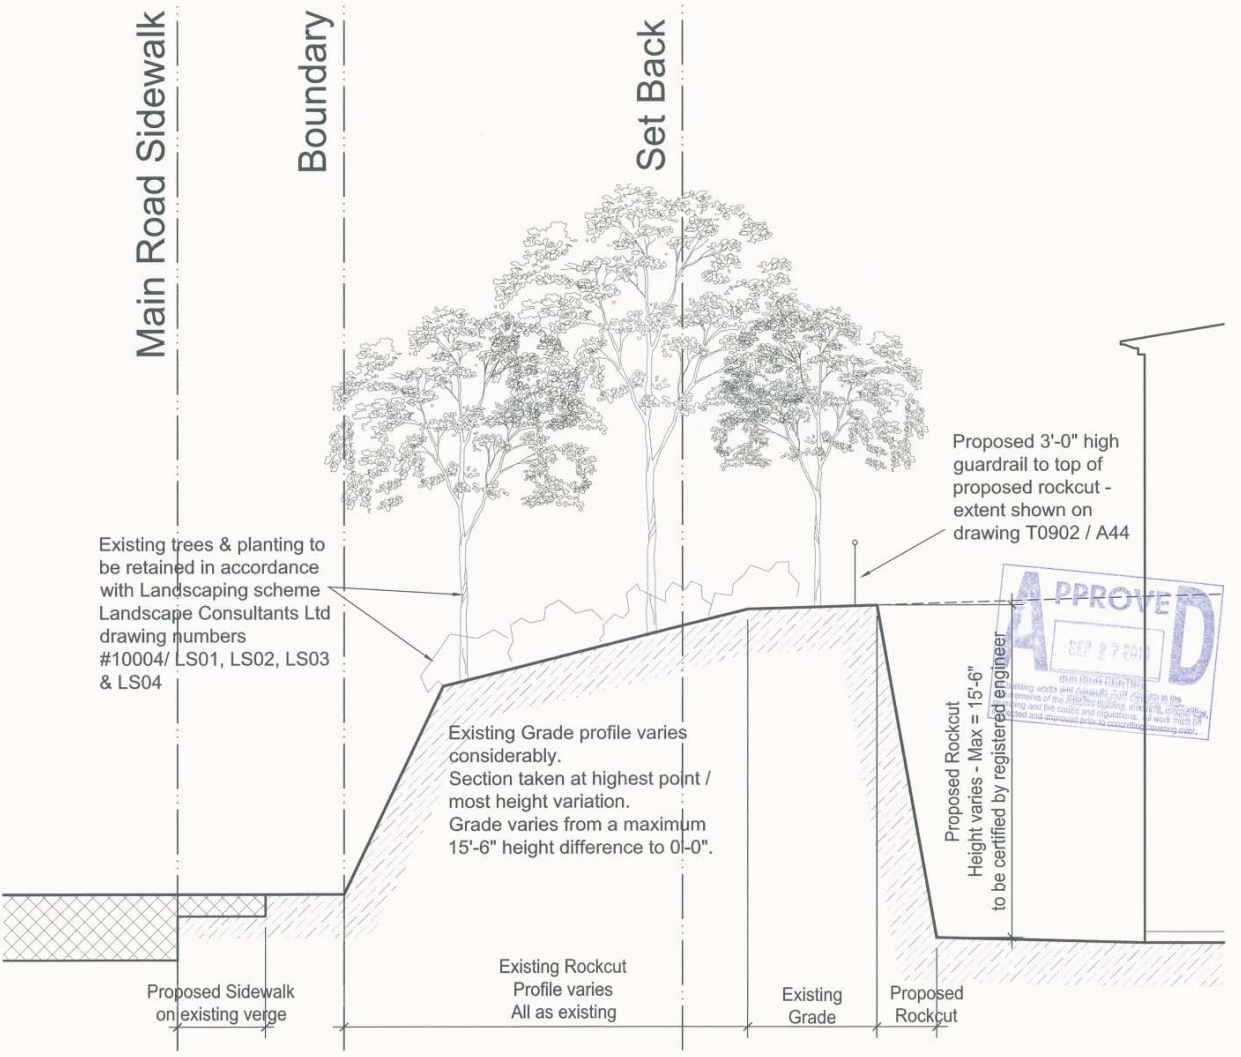 Main Road Sidewalk
Boundary
Set Back
Proposed 3'-0" high
guardrail to top of
proposed rockcut -
extent shown on
drawing T0902 / A44
Existing trees & planting to
be retained in accordance
with Landscaping scheme
Landscape Consultants Ltd
drawing numbers
#10004/ LS01, LS02, LS03
& LS04
APPROVED
SEP 2 7
Existing Grade profile varies
considerably.
Section taken at highest point /
most height variation.
Grade varies from a maximum
15'-6" height difference to 0'-0".
Proposed Rockcut
Height varies - Max = 15'-6"
to be certified by registered engineer
Proposed Sidewalk
on existing verge
Existing Rockcut
Profile varies
All as existing
Existing
Grade
Proposed
Rockcut